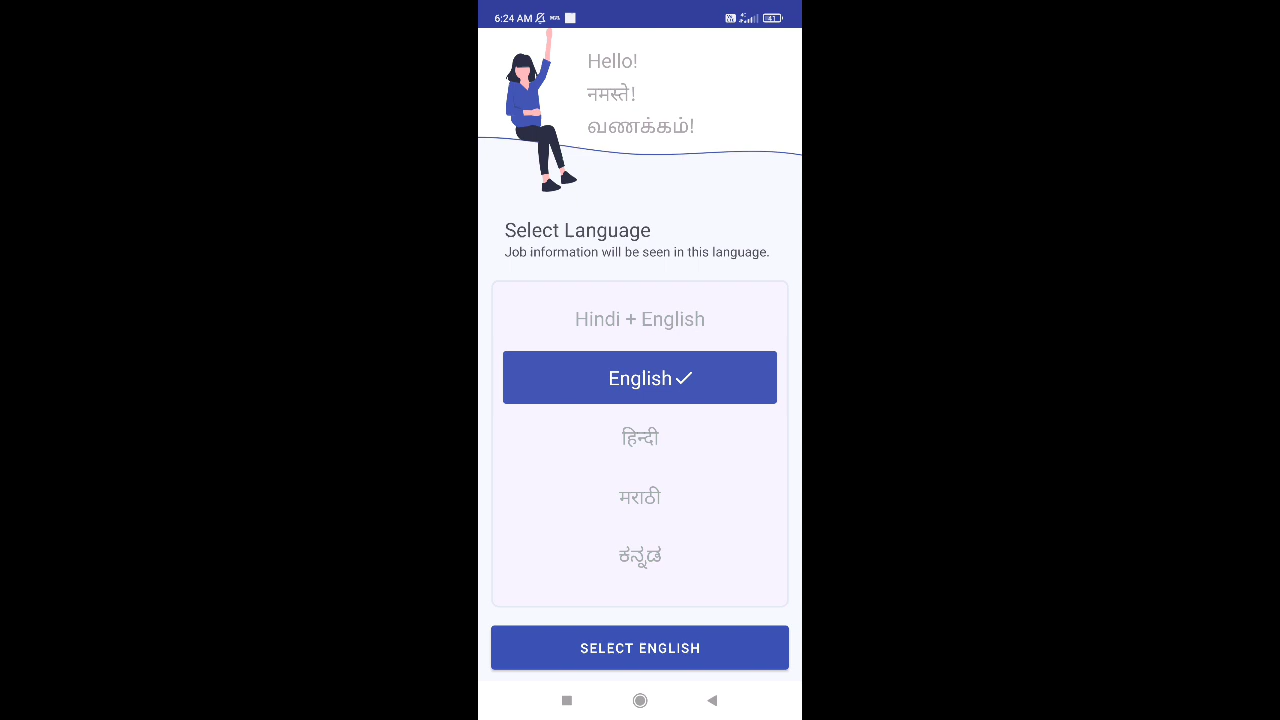 6:24 AM
41
Hello!
नमस्ते!
வணக்கம்!
Select Language
Job information will be seen in this language.
Hindi + English
English
हिन्दी
मराठी
ಕನ್ನಡ
SELECT ENGLISH